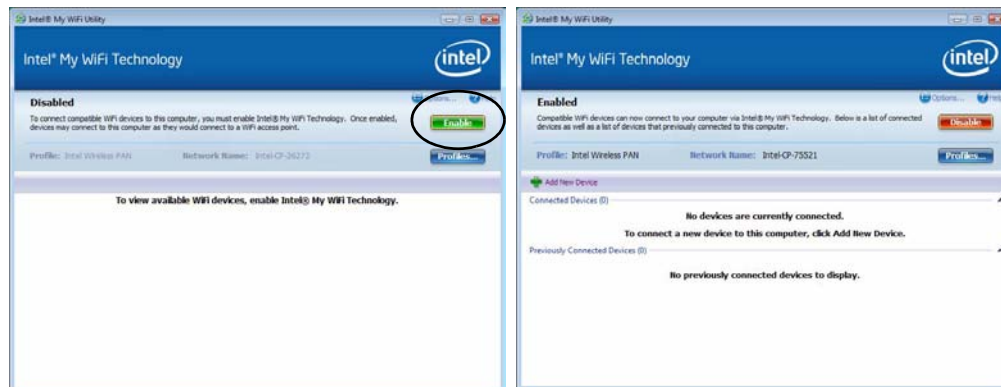 Intel® My WiFi Utility
Intel® My WiFi Technology
intel
Disabled
Options...
To connect compatible WiFi devices to this computer, you must enable Intel® My WiFi Technology. Once enabled,
devices may connect to this computer as they would connect to a WiFi access point.
Enable
Profile: Intel Wireless PAN
Network Name: Intel-CP-26273
Profiles...
To view available WiFi devices, enable Intel® My WiFi Technology.
Intel® My WiFi Utility
Intel® My WiFi Technology
intel
Enabled
Options...
Compatible WiFi devices can now connect to your computer via Intel® My WiFi Technology. Below is a list of connected
devices as well as a list of devices that previously connected to this computer.
Disable
Profile: Intel Wireless PAN
Network Name: Intel-CP-75521
Profiles...
Add New Device
Connected Devices (0)
No devices are currently connected.
To connect a new device to this computer, click Add New Device.
Previously Connected Devices (0)
No previously connected devices to display.